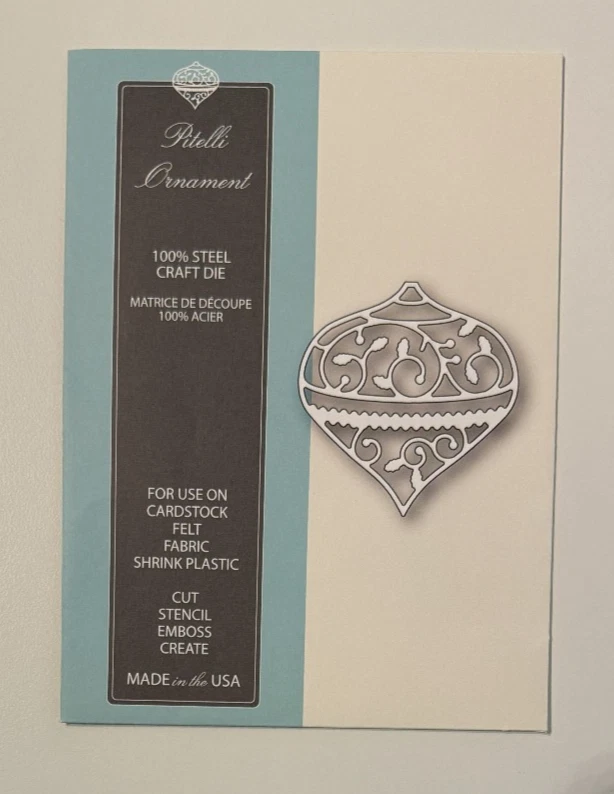 Pitelli
Ornament
100% STEEL
CRAFT DIE
MATRICE DE DÉCOUPE
100% ACIER
FOR USE ON
CARDSTOCK
FELT
FABRIC
SHRINK PLASTIC
CUT
STENCIL
EMBOSS
CREATE
MADE in the USA